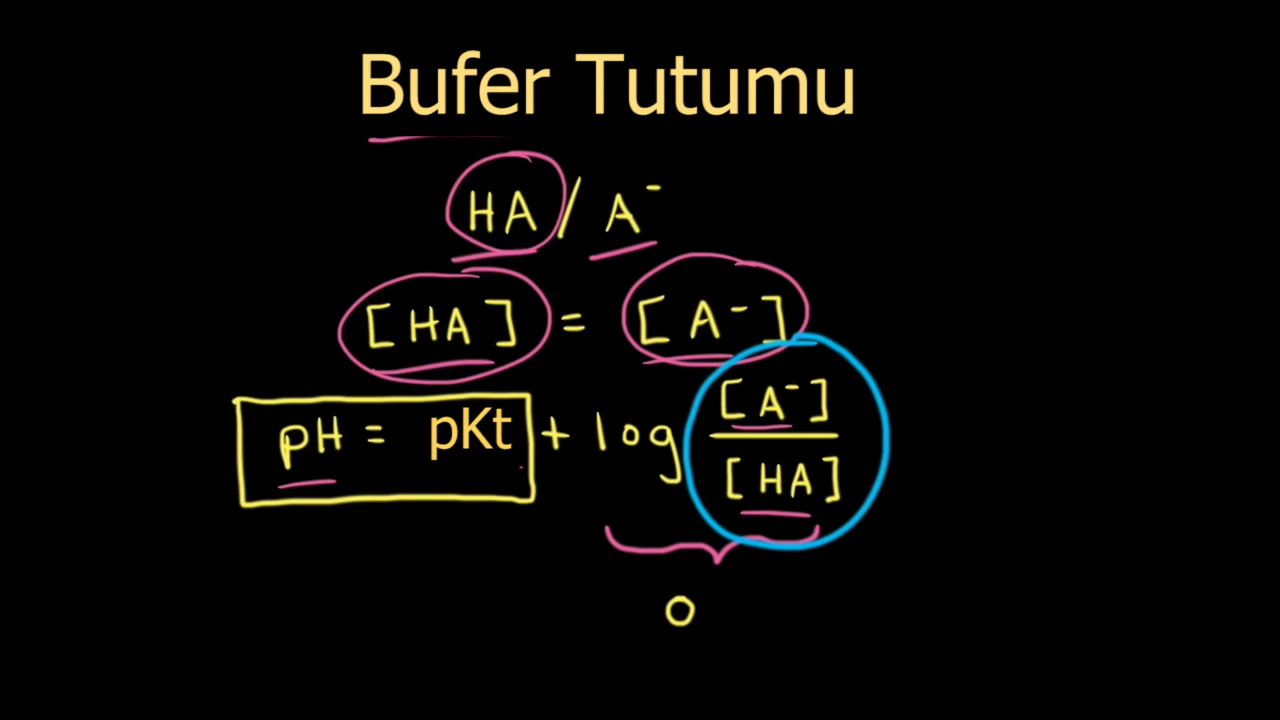 Bufer Tutumu
HA / A⁻
[ HA ] = [ A⁻ ]
pH = pKt + log [ A⁻ ] / [ HA ]
0